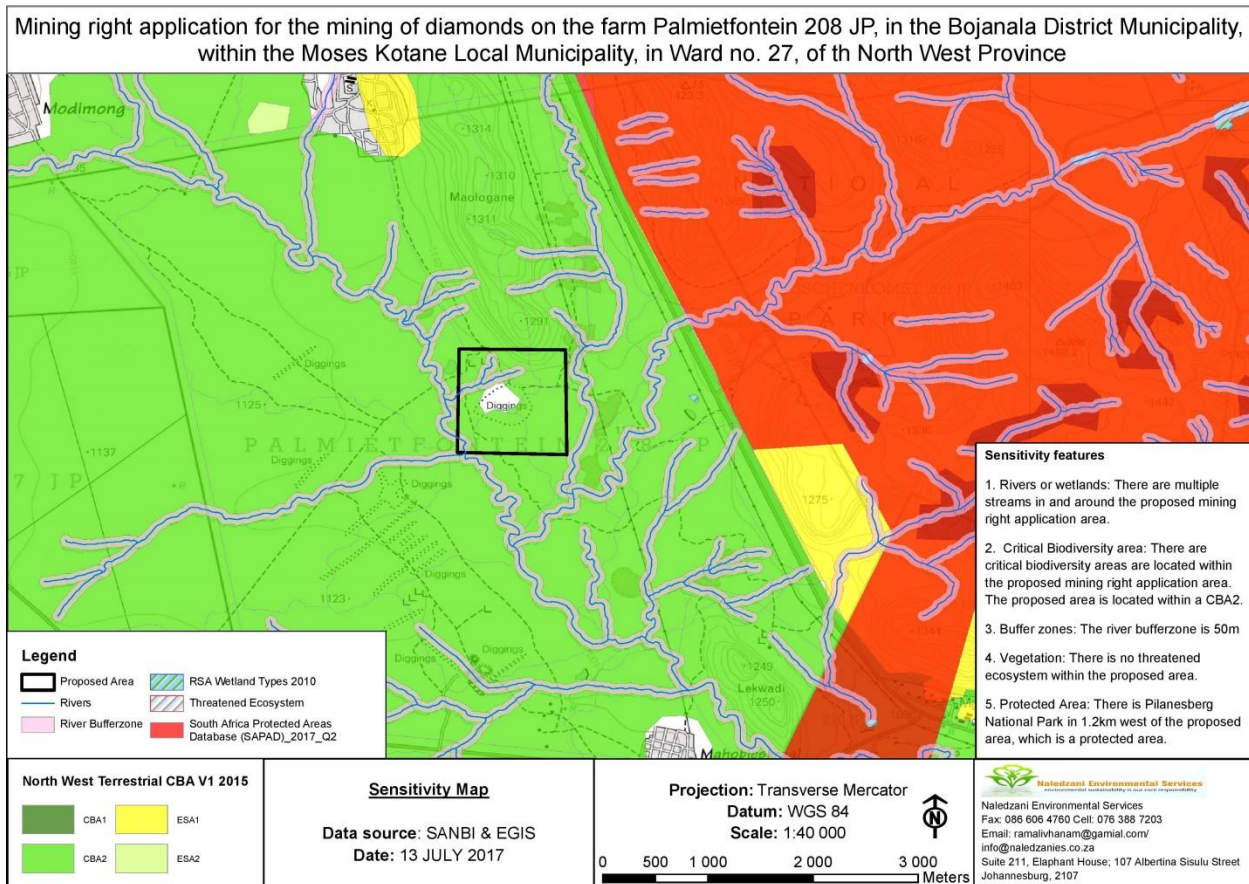 Mining right application for the mining of diamonds on the farm Palmietfontein 208 JP, in the Bojanala District Municipality,
within the Moses Kotane Local Municipality, in Ward no. 27, of th North West Province
Modimong
1314
1310
Maologane
1311
NATIONAL
PARK
1291
Diggings
1125
Diggings
PALMIETFONTEIN 208 JP
1137
7 JP
Diggings
Diggings
1275
Diggings
1123
Diggings
1249
Lekwadi
1250
Sensitivity features
1. Rivers or wetlands: There are multiple
streams in and around the proposed mining
right application area.
2. Critical Biodiversity area: There are
critical biodiversity areas are located within
the proposed mining right application area.
The proposed area is located within a CBA2.
3. Buffer zones: The river bufferzone is 50m
4. Vegetation: There is no threatened
ecosystem within the proposed area.
5. Protected Area: There is Pilanesberg
National Park in 1.2km west of the proposed
area, which is a protected area.
Legend
Proposed Area
Rivers
River Bufferzone
RSA Wetland Types 2010
Threatened Ecosystem
South Africa Protected Areas
Database (SAPAD)_2017_Q2
North West Terrestrial CBA V1 2015
CBA1
CBA2
ESA1
ESA2
Sensitivity Map
Data source: SANBI & EGIS
Date: 13 JULY 2017
Projection: Transverse Mercator
Datum: WGS 84
Scale: 1:40 000
N
0 500 1 000 2 000 3 000
Meters
Naledzani Environmental Services
environmental sustainability is our core responsibility
Naledzani Environmental Services
Fax: 086 606 4760 Cell: 076 388 7203
Email: ramalivhanam@gamial.com/
info@naledzanies.co.za
Suite 211, Elaphant House; 107 Albertina Sisulu Street
Johannesburg, 2107